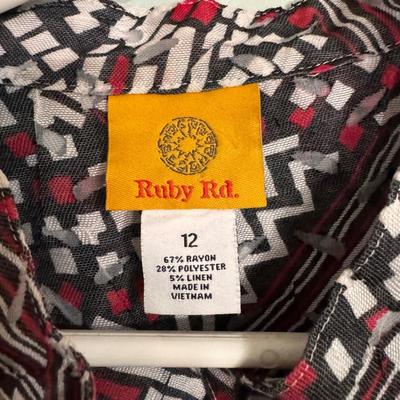 Ruby Rd.
12
67% RAYON
28% POLYESTER
5% LINEN
MADE IN
VIETNAM